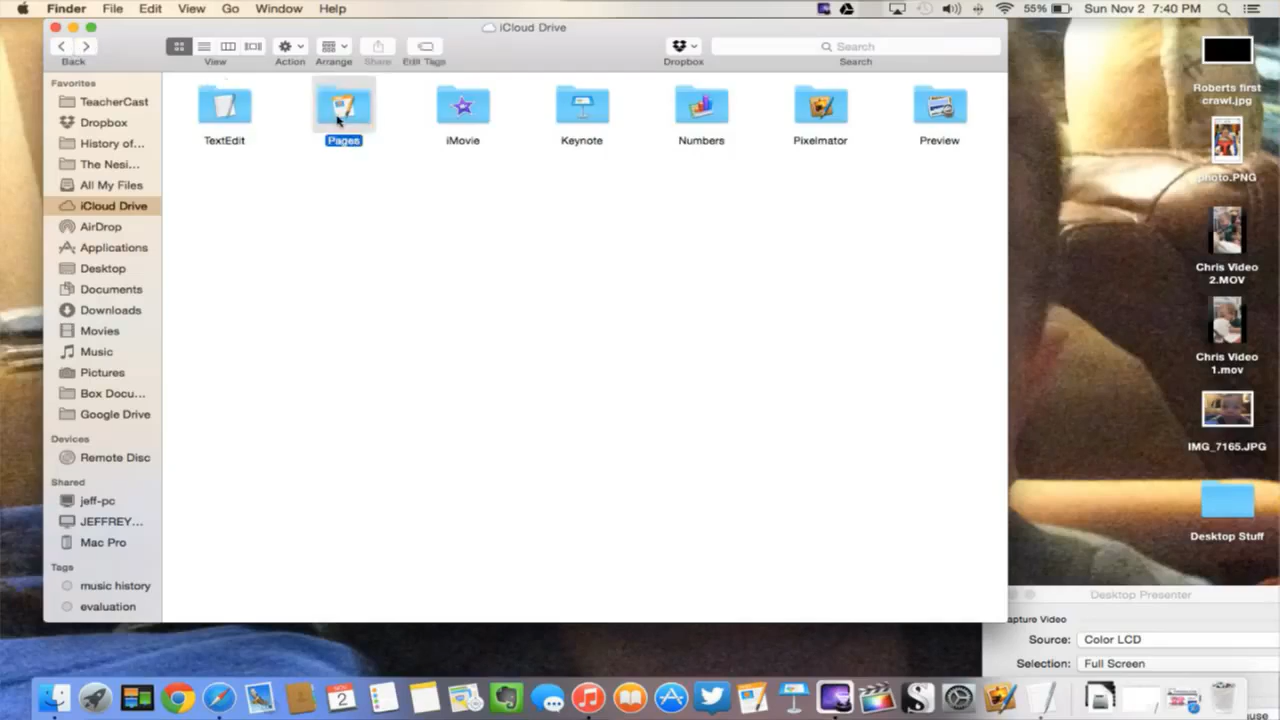 Finder File Edit View Go Window Help 55% Sun Nov 2 7:40 PM
iCloud Drive
Back View Action Arrange Share Edit Tags Dropbox Search
Search
Favorites
TeacherCast
Dropbox
History of...
The Nesi...
All My Files
iCloud Drive
AirDrop
Applications
Desktop
Documents
Downloads
Movies
Music
Pictures
Box Docu...
Google Drive
Devices
Remote Disc
Shared
jeff-pc
JEFFREY...
Mac Pro
Tags
music history
evaluation
TextEdit Pages iMovie Keynote Numbers Pixelmator Preview
Roberts first
crawl.jpg
photo.PNG
Chris Video
2.MOV
Chris Video
1.mov
IMG_7165.JPG
Desktop Stuff
Desktop Presenter
apture Video
Source: Color LCD
Selection: Full Screen
NOV
2
use